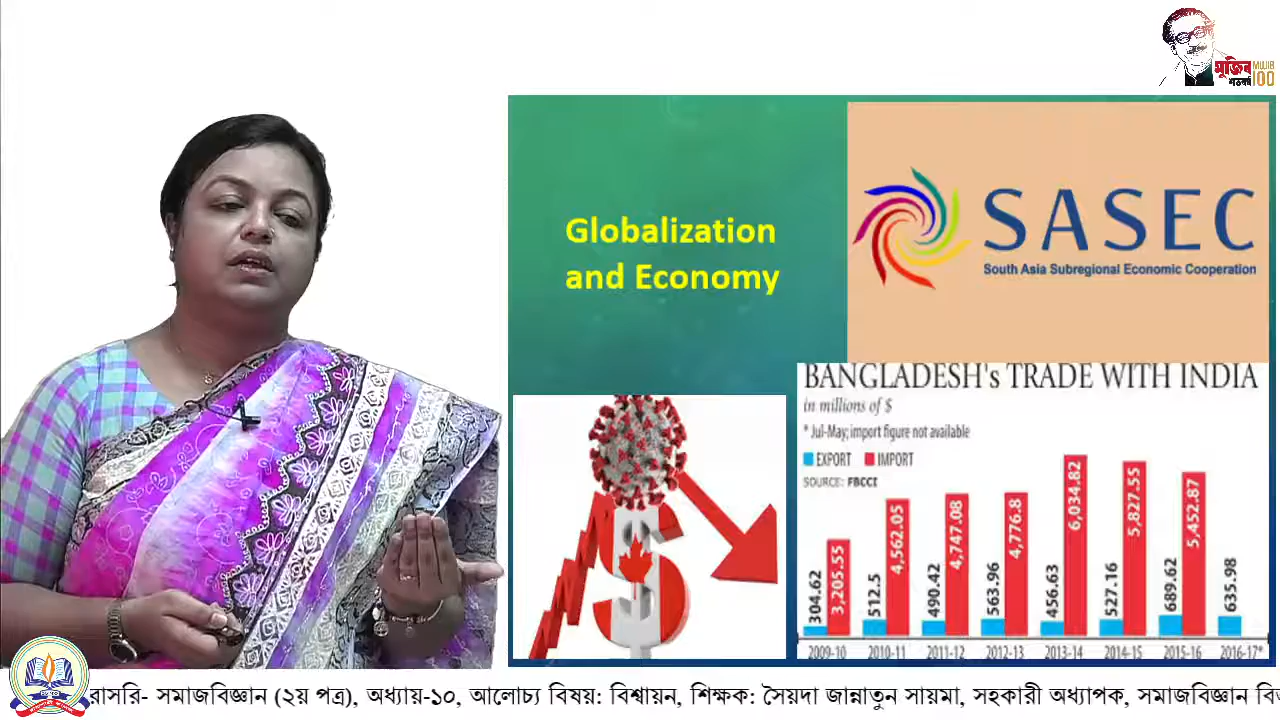 মুজিব
শতবর্ষ
MUJIB
100
Globalization
and Economy
SASEC
South Asia Subregional Economic Cooperation
BANGLADESH's TRADE WITH INDIA
in millions of $
* Jul-May; import figure not available
EXPORT IMPORT
SOURCE: FBCCI
304.62 3,205.55 512.5 4,562.05 490.42 4,747.08 563.96 4,776.8 456.63 6,034.82 527.16 5,827.55 689.62 5,452.87 635.98
2009-10 2010-11 2011-12 2012-13 2013-14 2014-15 2015-16 2016-17*
রাসরি- সমাজবিজ্ঞান (২য় পত্র), অধ্যায়-১০, আলোচ্য বিষয়: বিশ্বায়ন, শিক্ষক: সৈয়দা জান্নাতুন সায়মা, সহকারী অধ্যাপক, সমাজবিজ্ঞান বি